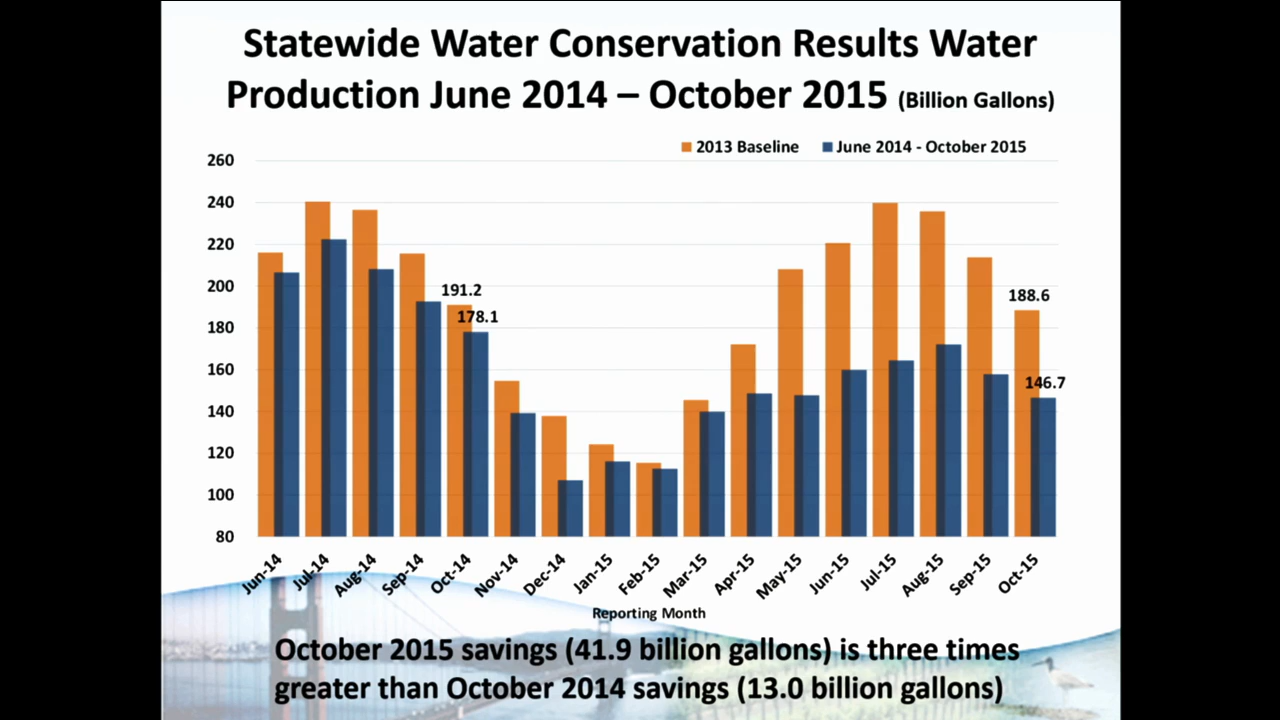 Statewide Water Conservation Results Water
Production June 2014 – October 2015 (Billion Gallons)
2013 Baseline
June 2014 - October 2015
260
240
220
200
180
160
140
120
100
80
191.2
178.1
188.6
146.7
Jun-14
Jul-14
Aug-14
Sep-14
Oct-14
Nov-14
Dec-14
Jan-15
Feb-15
Mar-15
Apr-15
May-15
Jun-15
Jul-15
Aug-15
Sep-15
Oct-15
Reporting Month
October 2015 savings (41.9 billion gallons) is three times
greater than October 2014 savings (13.0 billion gallons)